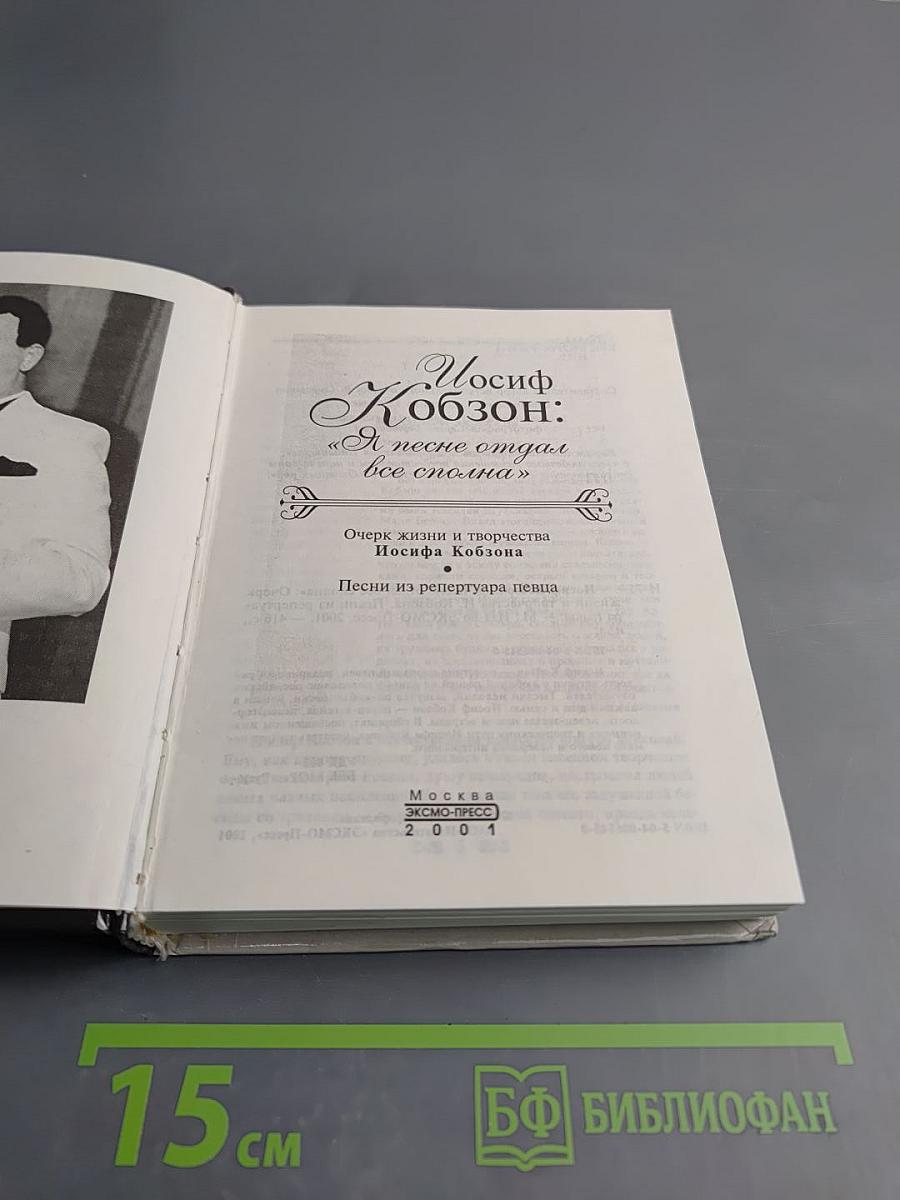 Иосиф
Кобзон:
«Я песне отдал
все сполна»
Очерк жизни и творчества
Иосифа Кобзона
•
Песни из репертуара певца
Москва
ЭКСМО-ПРЕСС
2001
15 см
БФ БИБЛИОФАН